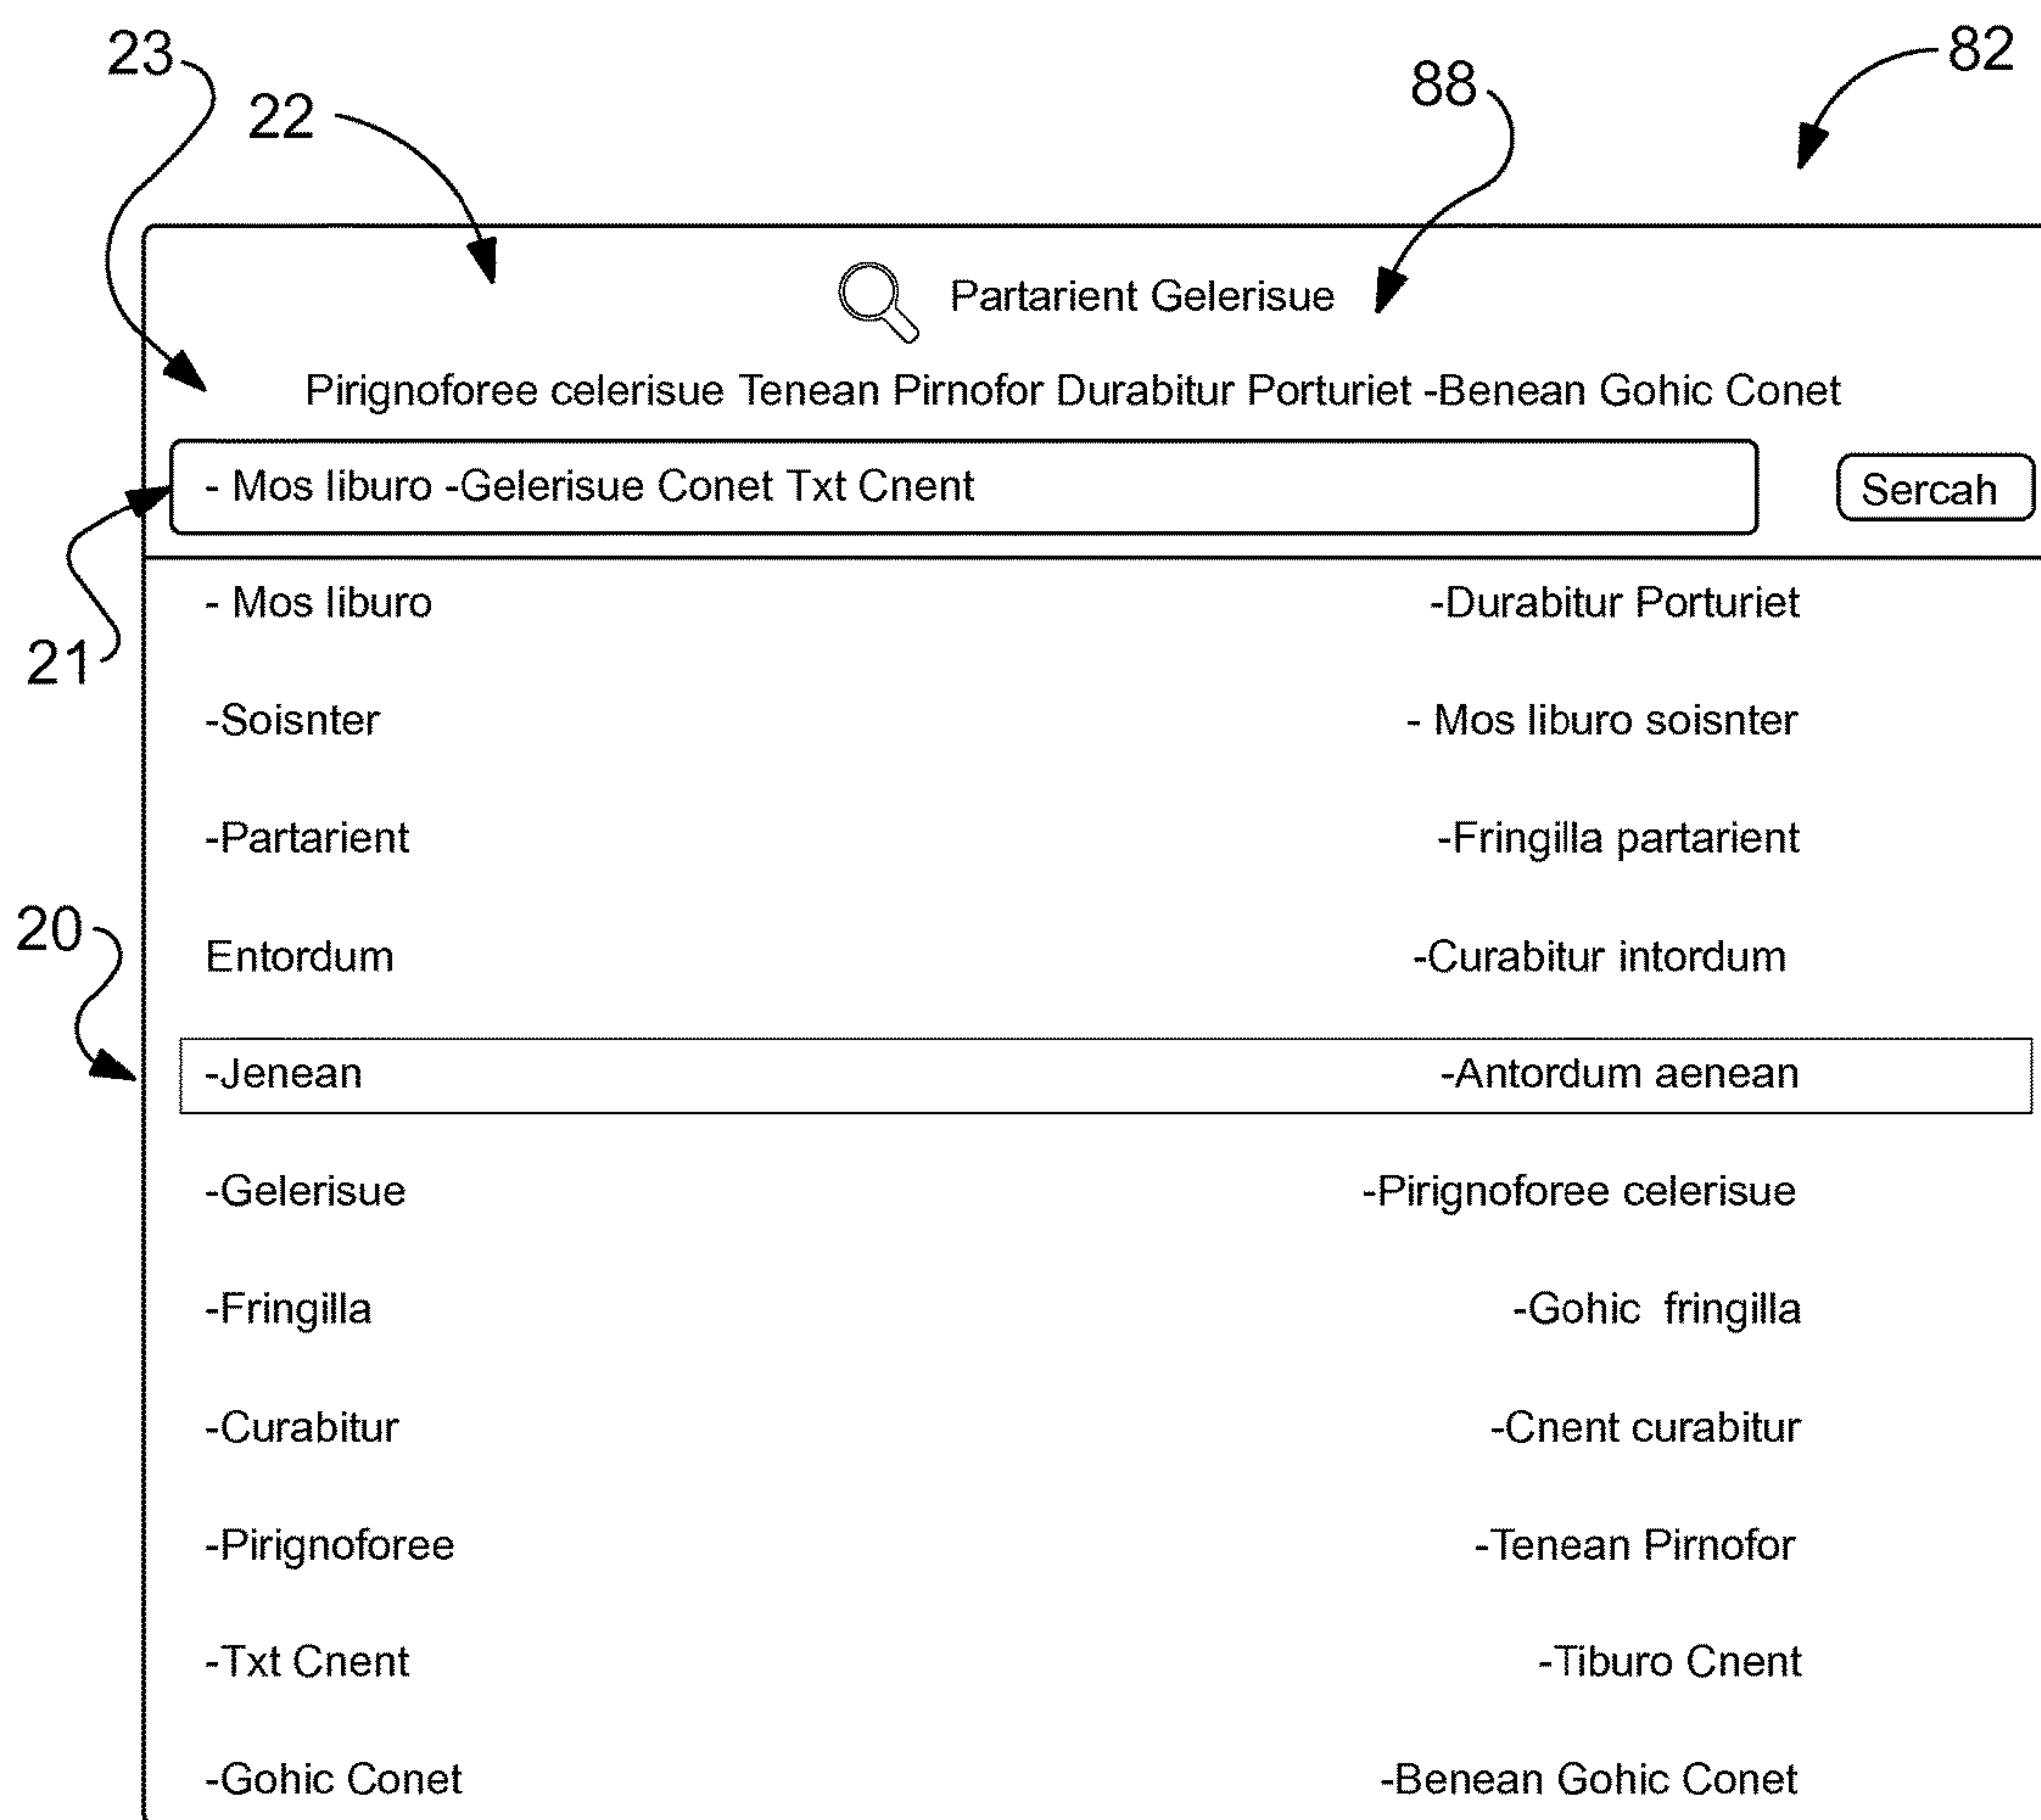 23
22
88
82
Partarient Gelerisue
Pirignoforee celerisue Tenean Pirnofor Durabitur Porturiet -Benean Gohic Conet
- Mos liburo -Gelerisue Conet Txt Cnent
Sercah
- Mos liburo -Durabitur Porturiet
21
-Soisnter - Mos liburo soisnter
-Partarient -Fringilla partarient
20
Entordum -Curabitur intordum
-Jenean -Antordum aenean
-Gelerisue -Pirignoforee celerisue
-Fringilla -Gohic fringilla
-Curabitur -Cnent curabitur
-Pirignoforee -Tenean Pirnofor
-Txt Cnent -Tiburo Cnent
-Gohic Conet -Benean Gohic Conet